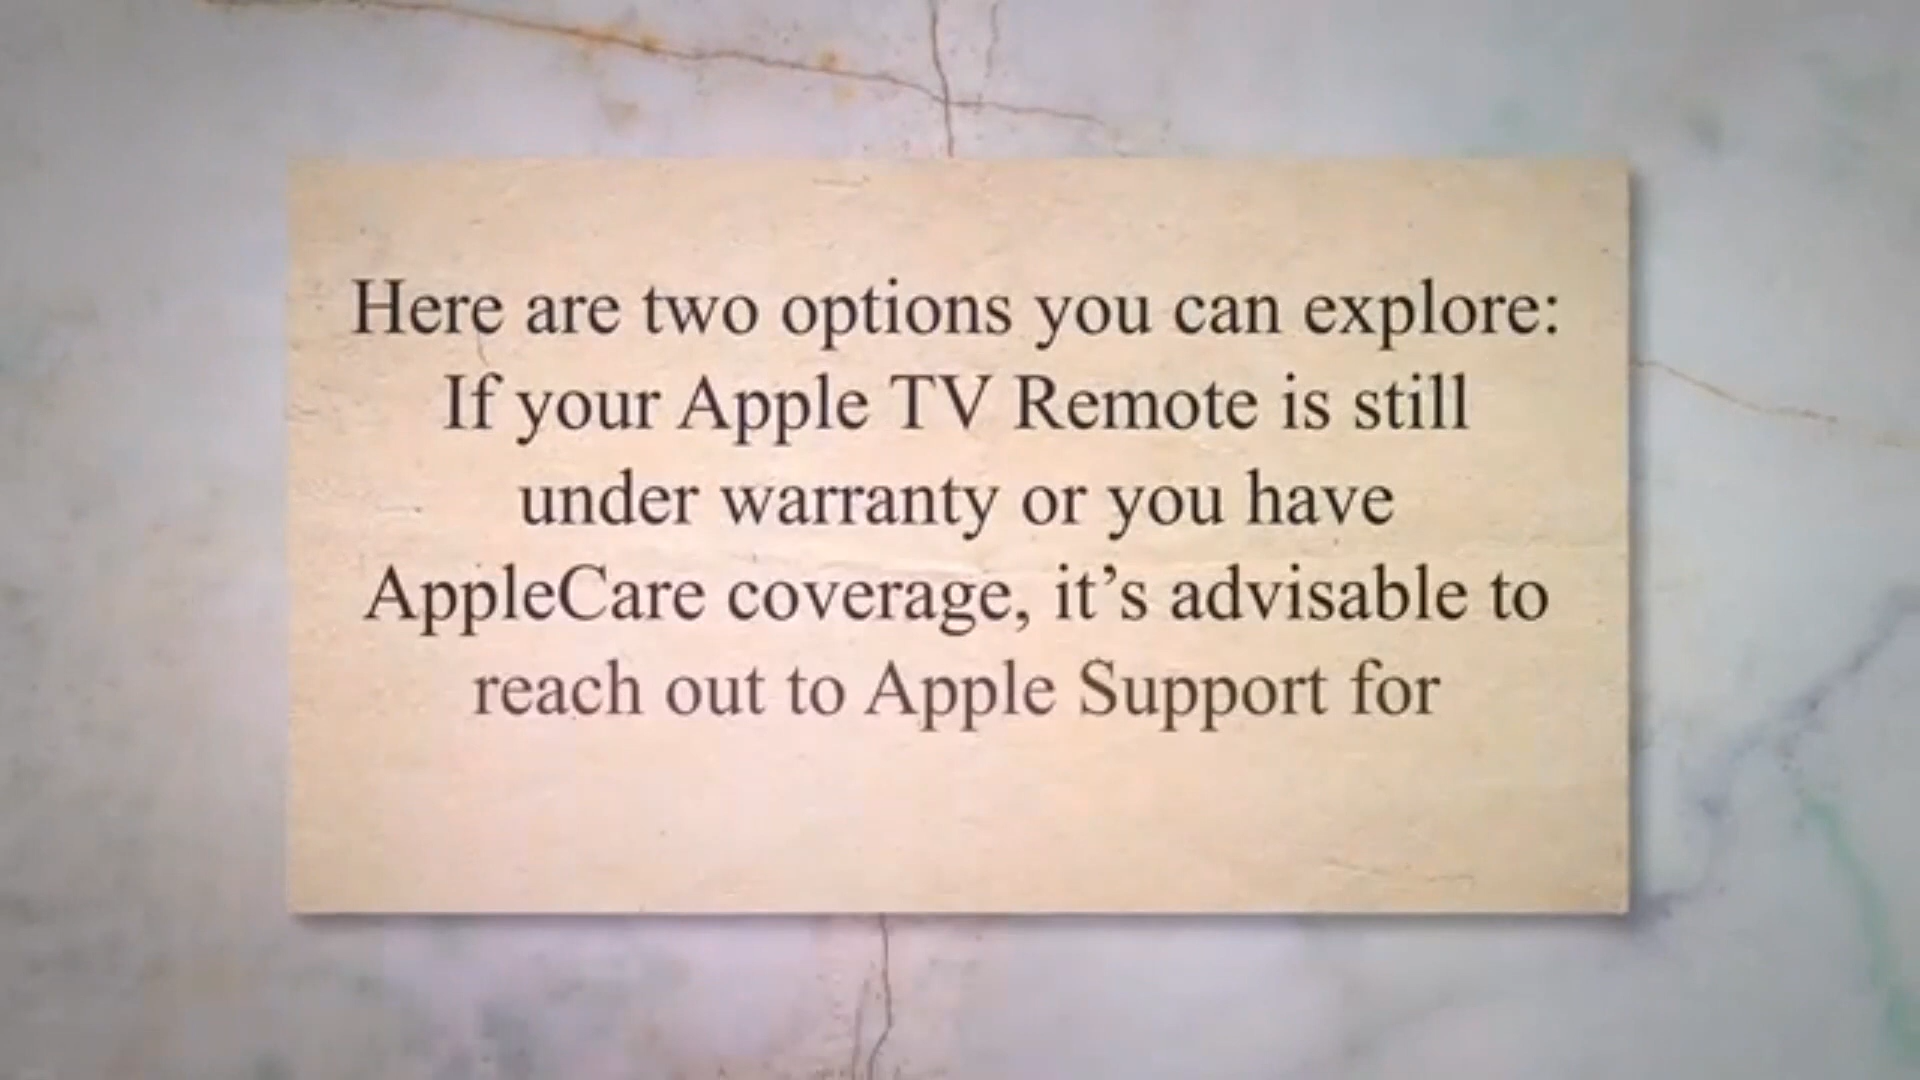 Here are two options you can explore:
If your Apple TV Remote is still
under warranty or you have
AppleCare coverage, it’s advisable to
reach out to Apple Support for